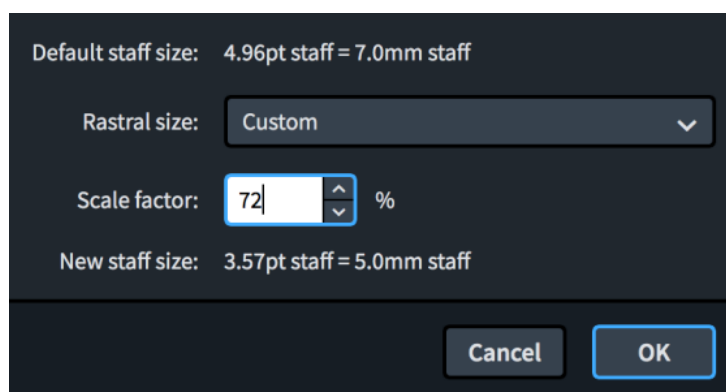 Default staff size: 4.96pt staff = 7.0mm staff
Rastral size: Custom
Scale factor: 72 %
New staff size: 3.57pt staff = 5.0mm staff
Cancel OK